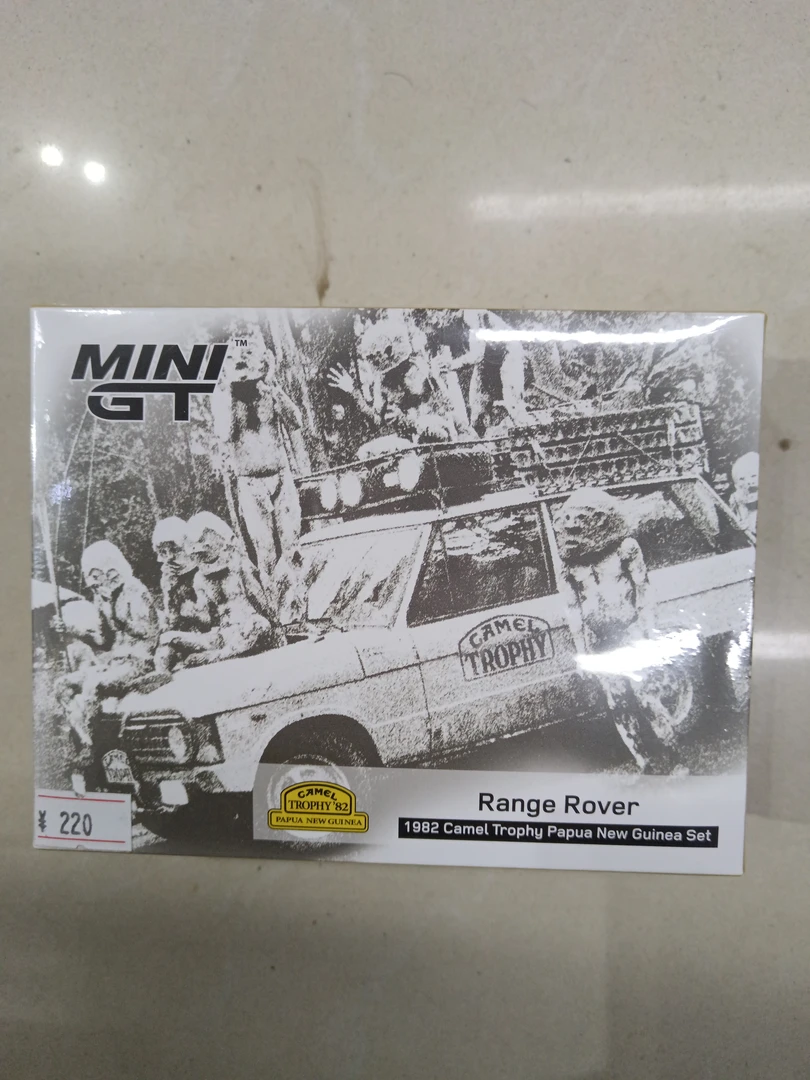 MINI
GT™
CAMEL
TROPHY
CAMEL
TROPHY '82
PAPUA NEW GUINEA
Range Rover
1982 Camel Trophy Papua New Guinea Set
¥ 220